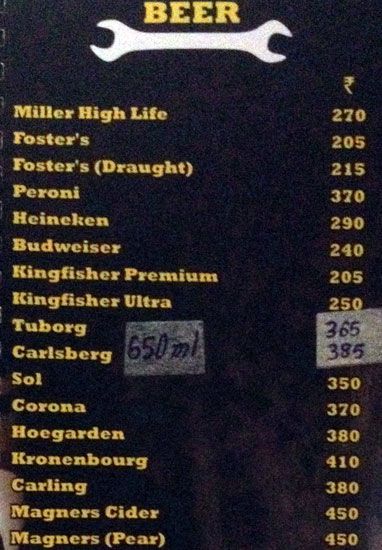 BEER
₹
Miller High Life 270
Foster's 205
Foster's (Draught) 215
Peroni 370
Heineken 290
Budweiser 240
Kingfisher Premium 205
Kingfisher Ultra 250
Tuborg 650 ml 365
Carlsberg 385
Sol 350
Corona 370
Hoegarden 380
Kronenbourg 410
Carling 380
Magners Cider 450
Magners (Pear) 450